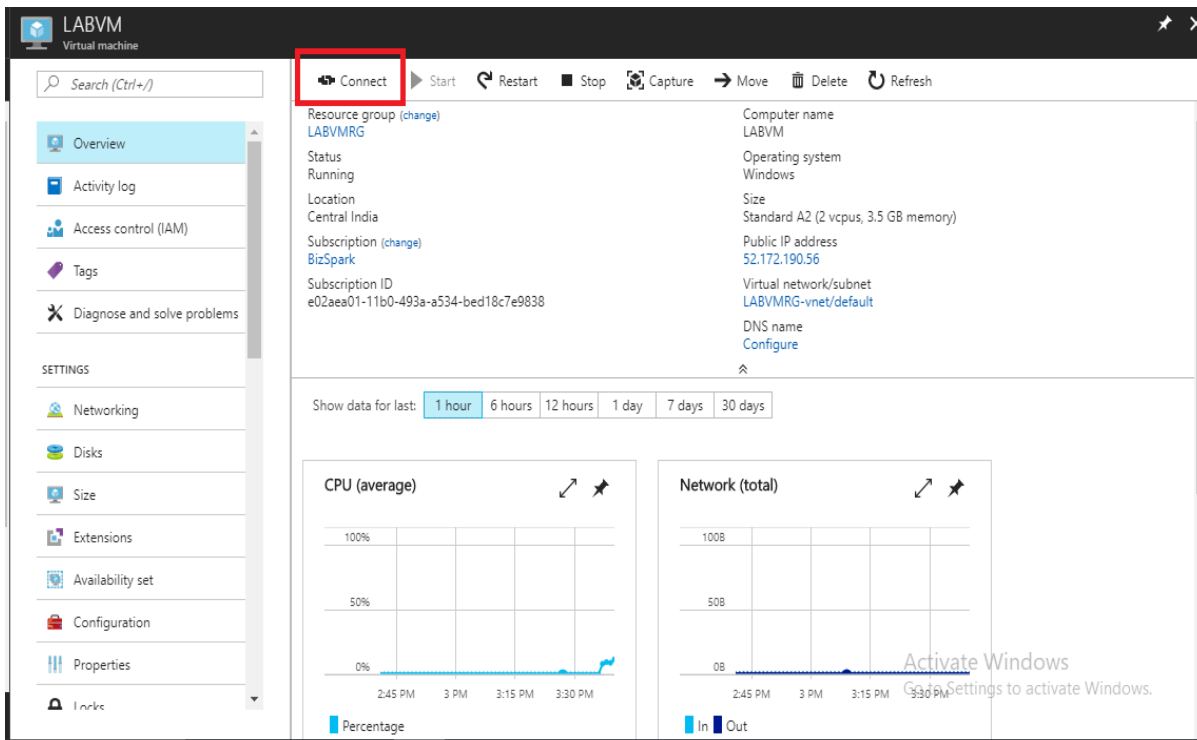 LABVM
Virtual machine
Search (Ctrl+/)
Overview
Activity log
Access control (IAM)
Tags
Diagnose and solve problems
SETTINGS
Networking
Disks
Size
Extensions
Availability set
Configuration
Properties
Locks
Connect Start Restart Stop Capture Move Delete Refresh
Resource group (change)
LABVMRG
Status
Running
Location
Central India
Subscription (change)
BizSpark
Subscription ID
e02aea01-11b0-493a-a534-bed18c7e9838
Computer name
LABVM
Operating system
Windows
Size
Standard A2 (2 vcpus, 3.5 GB memory)
Public IP address
52.172.190.56
Virtual network/subnet
LABVMRG-vnet/default
DNS name
Configure
Show data for last: 1 hour 6 hours 12 hours 1 day 7 days 30 days
CPU (average)
100%
50%
0%
2:45 PM 3 PM 3:15 PM 3:30 PM
Percentage
Network (total)
100B
50B
0B
2:45 PM 3 PM 3:15 PM 3:30 PM
In Out
Activate Windows
Go to Settings to activate Windows.